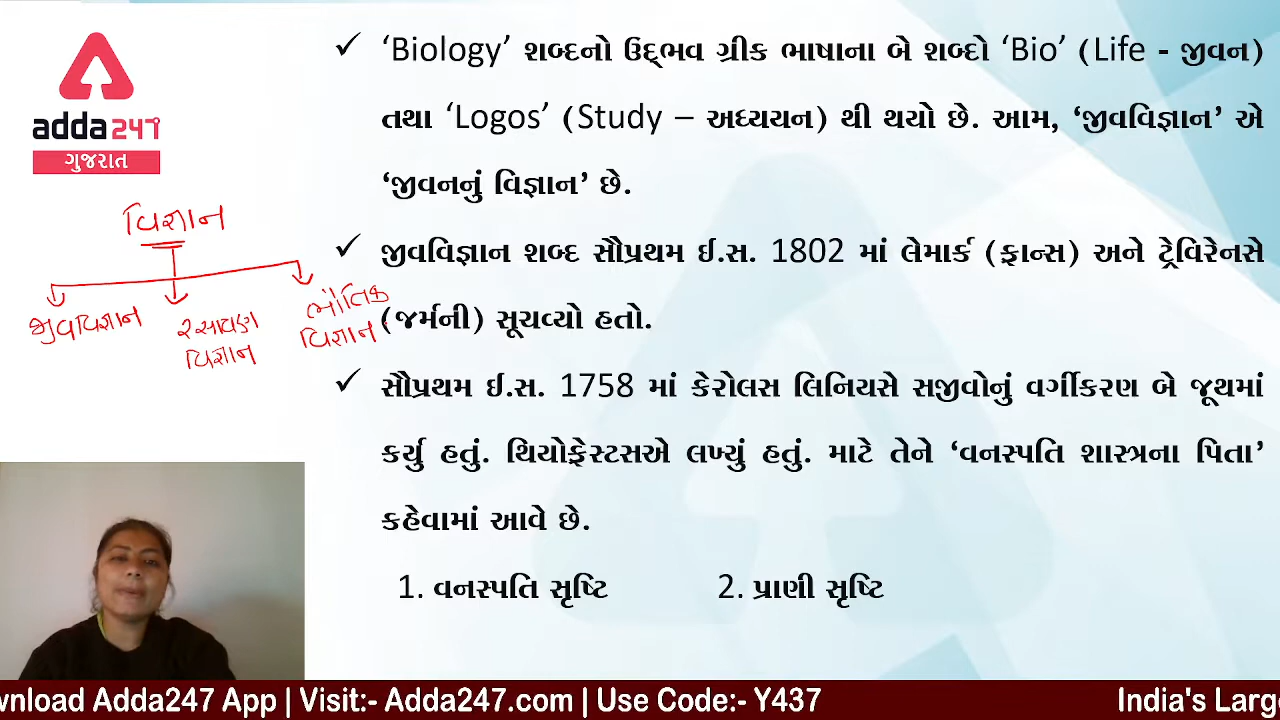 adda247
ગુજરાત
‘Biology’ શબ્દનો ઉદ્ભવ ગ્રીક ભાષાના બે શબ્દો ‘Bio’ (Life - જીવન)
તથા ‘Logos’ (Study – અધ્યયન) થી થયો છે. આમ, ‘જીવવિજ્ઞાન’ એ
‘જીવનનું વિજ્ઞાન’ છે.
જીવવિજ્ઞાન શબ્દ સૌપ્રથમ ઈ.સ. 1802 માં લેમાર્ક (ફ્રાન્સ) અને ટ્રેવિરેનસે
(જર્મની) સૂચવ્યો હતો.
સૌપ્રથમ ઈ.સ. 1758 માં કેરોલસ લિનિયસે સજીવોનું વર્ગીકરણ બે જૂથમાં
કર્યુ હતું. થિયોફ્રેસ્ટસએ લખ્યું હતું. માટે તેને ‘વનસ્પતિ શાસ્ત્રના પિતા’
કહેવામાં આવે છે.
1. વનસ્પતિ સૃષ્ટિ 2. પ્રાણી સૃષ્ટિ
વિજ્ઞાન
જીવવિજ્ઞાન
રસાયણ
વિજ્ઞાન
ભૌતિક
વિજ્ઞાન
wnload Adda247 App | Visit:- Adda247.com | Use Code:- Y437 India's Larg